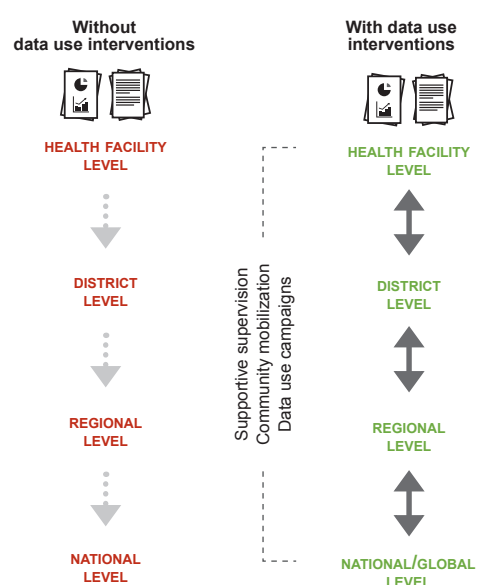 Without
data use interventions
HEALTH FACILITY
LEVEL
DISTRICT
LEVEL
REGIONAL
LEVEL
NATIONAL
LEVEL
Supportive supervision
Community mobilization
Data use campaigns
With data use
interventions
HEALTH FACILITY
LEVEL
DISTRICT
LEVEL
REGIONAL
LEVEL
NATIONAL/GLOBAL
LEVEL